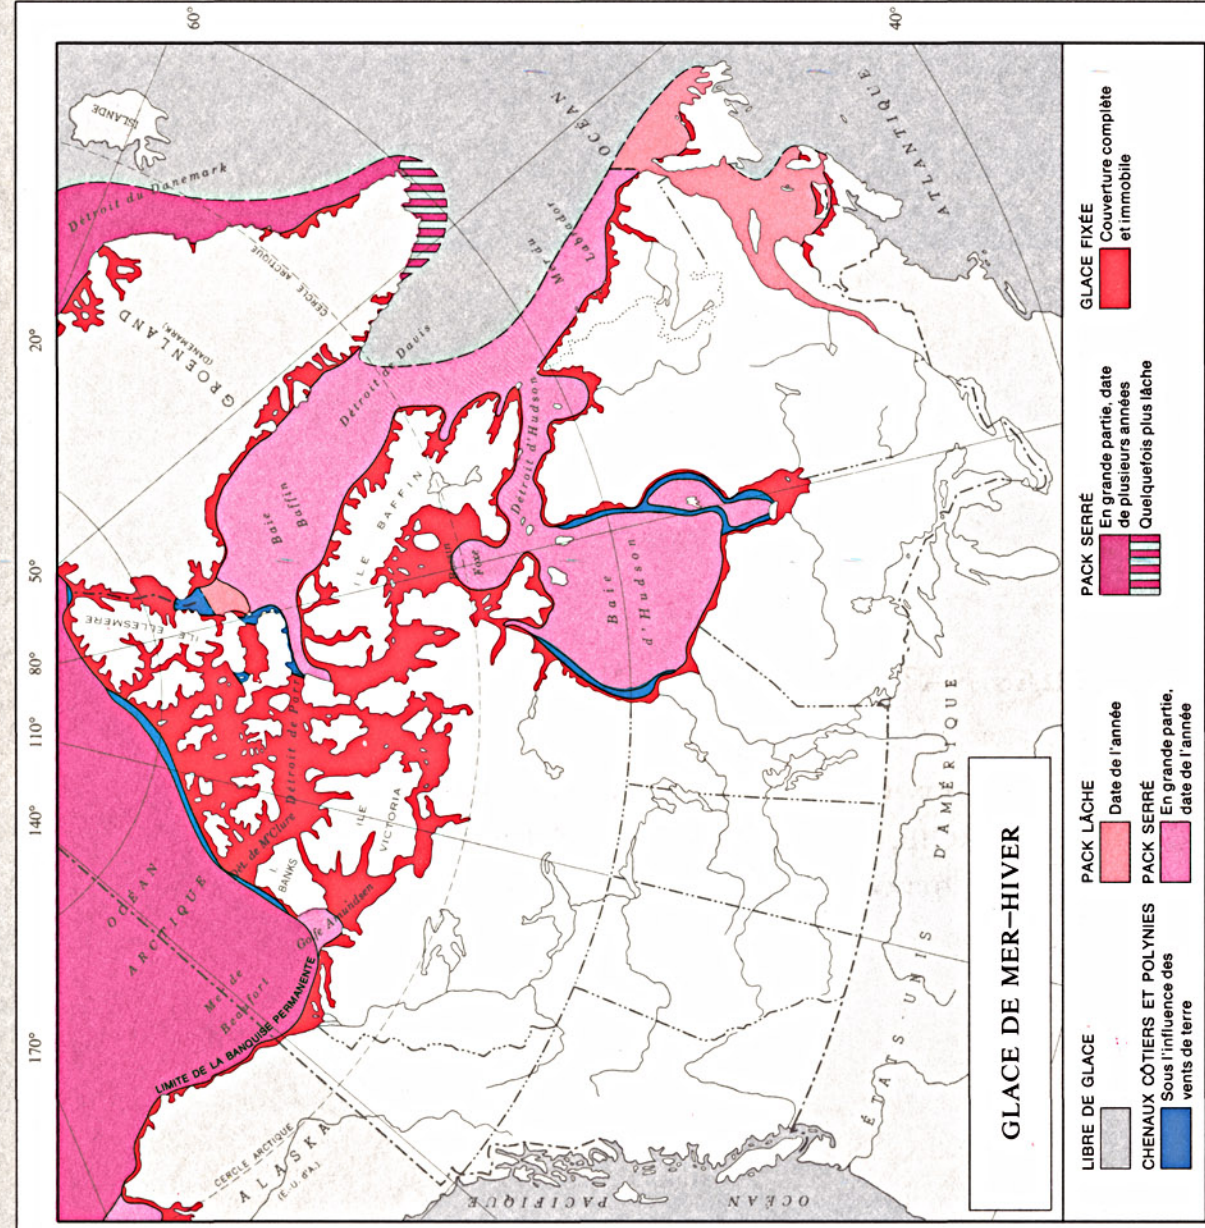 170°
140°
110°
80°
50°
20°
60°
40°
ISLANDE
Détroit du Danemark
CERCLE ARCTIQUE
GROENLAND
(DANEMARK)
Détroit de Davis
Baie
Baffin
ILE ELLESMERE
ILE BAFFIN
Foxe
Détroit d'Hudson
Mer du
Labrador
OCÉAN
ATLANTIQUE
Baie
d'Hudson
OCÉAN
ARCTIQUE
Mer de
Beaufort
LIMITE DE LA BANQUISE PERMANENTE
Golfe Amundsen
I.
BANKS
ILE
VICTORIA
Dét. de M'Clure
Détroit de Parry
CERCLE ARCTIQUE
ALASKA
(É.-U. d'A.)
OCÉAN
PACIFIQUE
ÉTATS-UNIS D'AMÉRIQUE
GLACE DE MER–HIVER
LIBRE DE GLACE
CHENAUX CÔTIERS ET POLYNIES
Sous l'influence des
vents de terre
PACK LÂCHE
Date de l'année
PACK SERRÉ
En grande partie,
date de l'année
PACK SERRÉ
En grande partie, date
de plusieurs années
Quelquefois plus lâche
GLACE FIXÉE
Couverture complète
et immobile